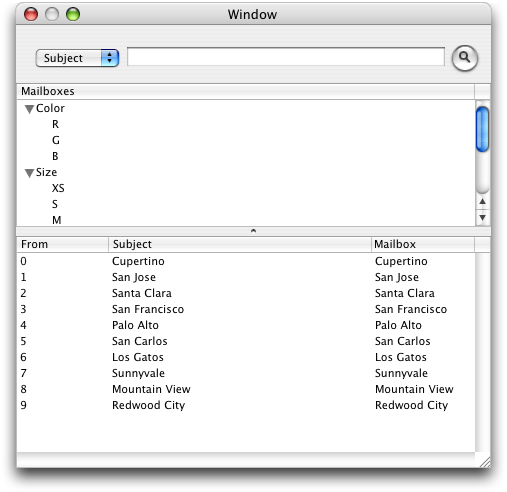 Window
Subject
Mailboxes
Color
R
G
B
Size
XS
S
M
From Subject Mailbox
0 Cupertino Cupertino
1 San Jose San Jose
2 Santa Clara Santa Clara
3 San Francisco San Francisco
4 Palo Alto Palo Alto
5 San Carlos San Carlos
6 Los Gatos Los Gatos
7 Sunnyvale Sunnyvale
8 Mountain View Mountain View
9 Redwood City Redwood City